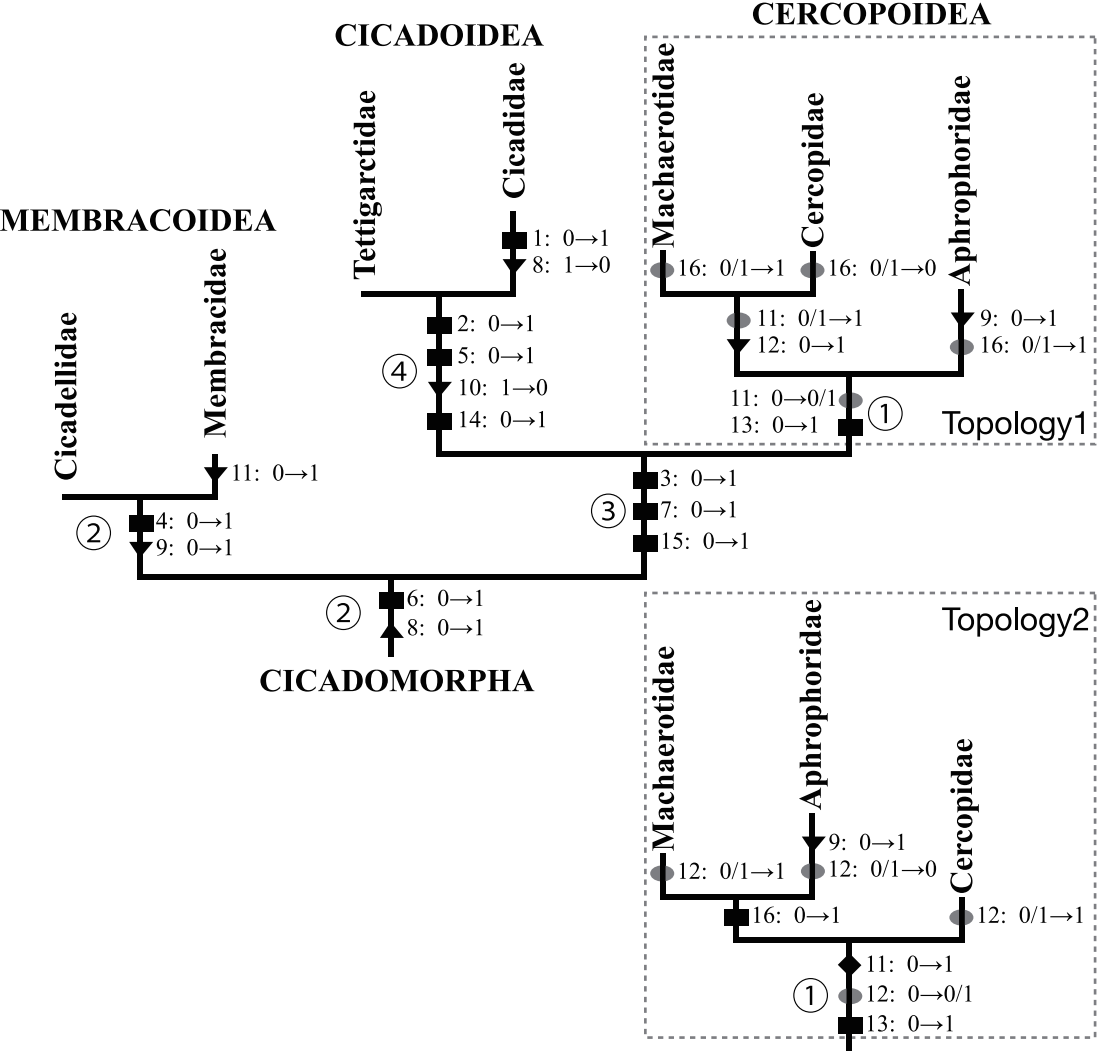 CERCOPOIDEA
CICADOIDEA
Machaerotidae
Cercopidae
Aphrophoridae
Tettigarctidae
Cicadidae
MEMBRACOIDEA
1: 0→1
8: 1→0
16: 0/1→1
16: 0/1→0
Cicadellidae
Membracidae
2: 0→1
5: 0→1
④
10: 1→0
14: 0→1
11: 0/1→1
12: 0→1
9: 0→1
16: 0/1→1
11: 0→0/1
①
13: 0→1
Topology1
11: 0→1
3: 0→1
③
7: 0→1
15: 0→1
②
4: 0→1
9: 0→1
②
6: 0→1
8: 0→1
CICADOMORPHA
Topology2
Machaerotidae
Aphrophoridae
Cercopidae
9: 0→1
12: 0/1→1
12: 0/1→0
16: 0→1
12: 0/1→1
11: 0→1
①
12: 0→0/1
13: 0→1